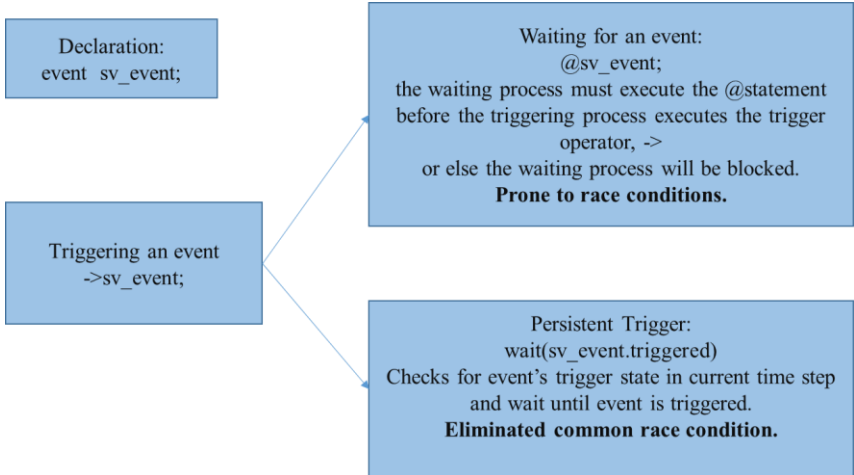 Declaration:
event sv_event;
Triggering an event
->sv_event;
Waiting for an event:
@sv_event;
the waiting process must execute the @statement
before the triggering process executes the trigger
operator, ->
or else the waiting process will be blocked.
Prone to race conditions.
Persistent Trigger:
wait(sv_event.triggered)
Checks for event's trigger state in current time step
and wait until event is triggered.
Eliminated common race condition.